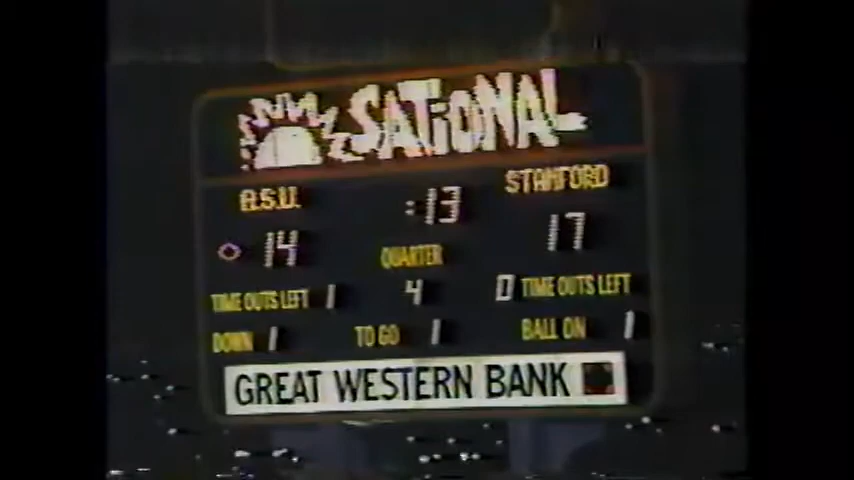 SATiONAL
A.S.U. :13 STANFORD
14 QUARTER 17
TIME OUTS LEFT 1 4 0 TIME OUTS LEFT
DOWN 1 TO GO 1 BALL ON 1
GREAT WESTERN BANK